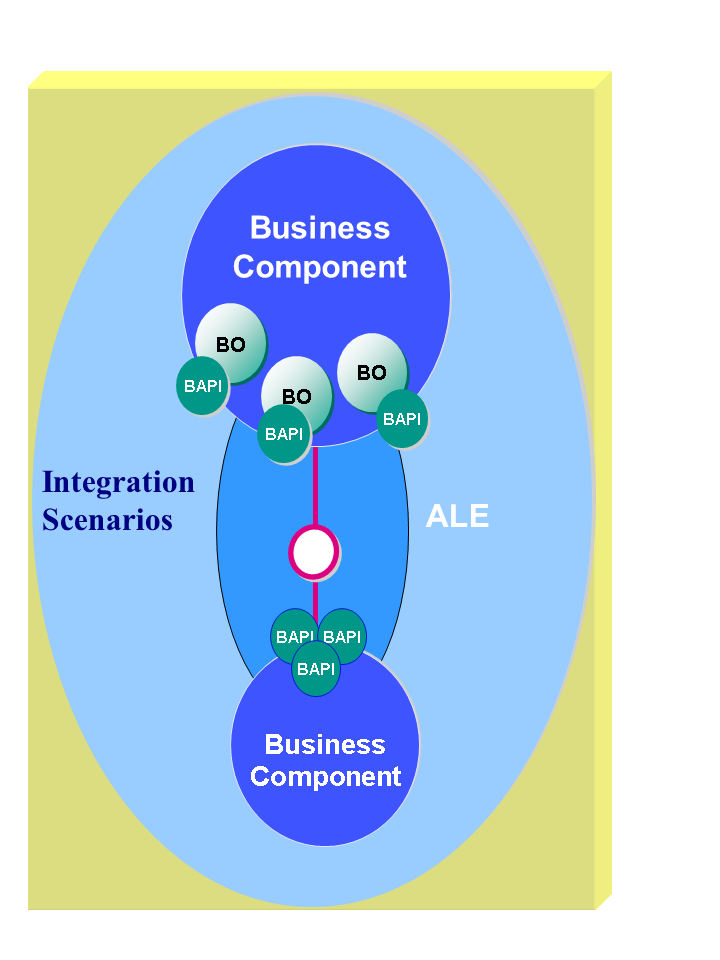 Business
Component
BO
BO
BO
BAPI
BAPI
BAPI
Integration
Scenarios
ALE
BAPI
BAPI
BAPI
Business
Component